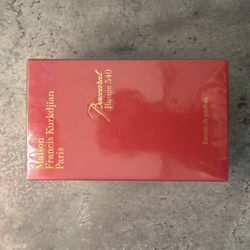 Maison
Francis Kurkdjian
Paris
Baccarat
Rouge 540
Extrait de parfum